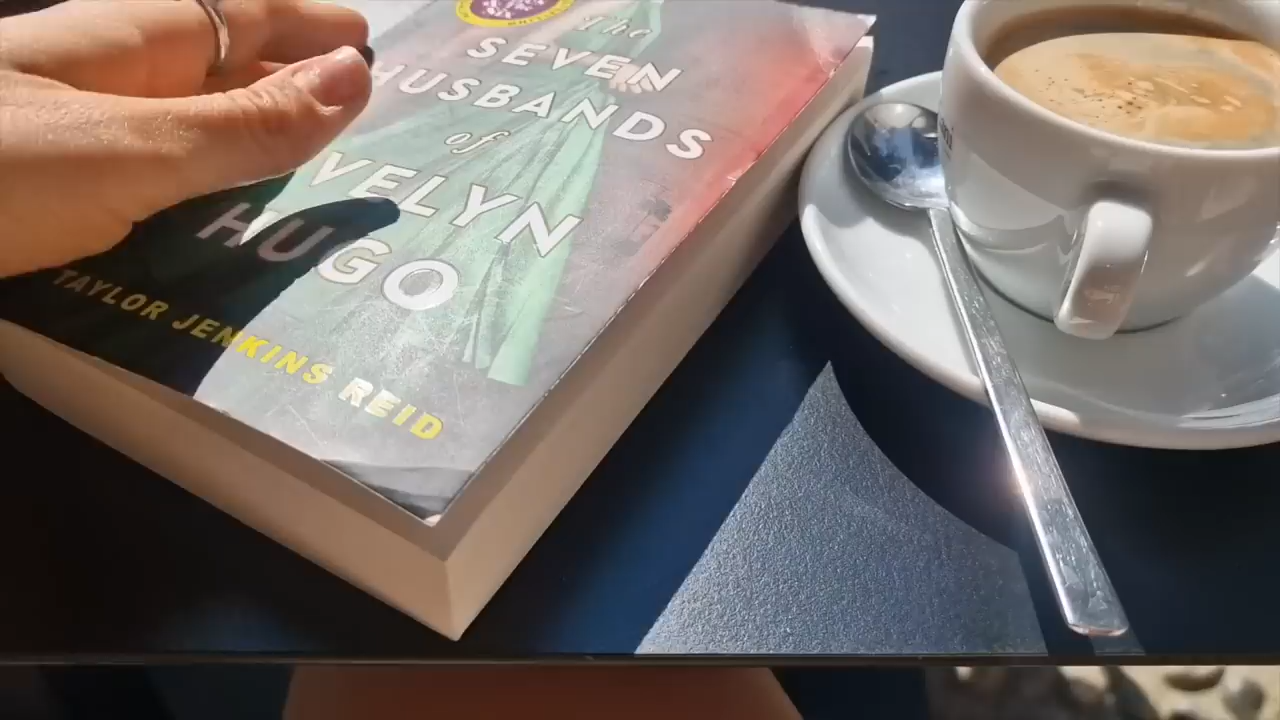 The
SEVEN
HUSBANDS
of
VELYN
HUGO
TAYLOR JENKINS REID